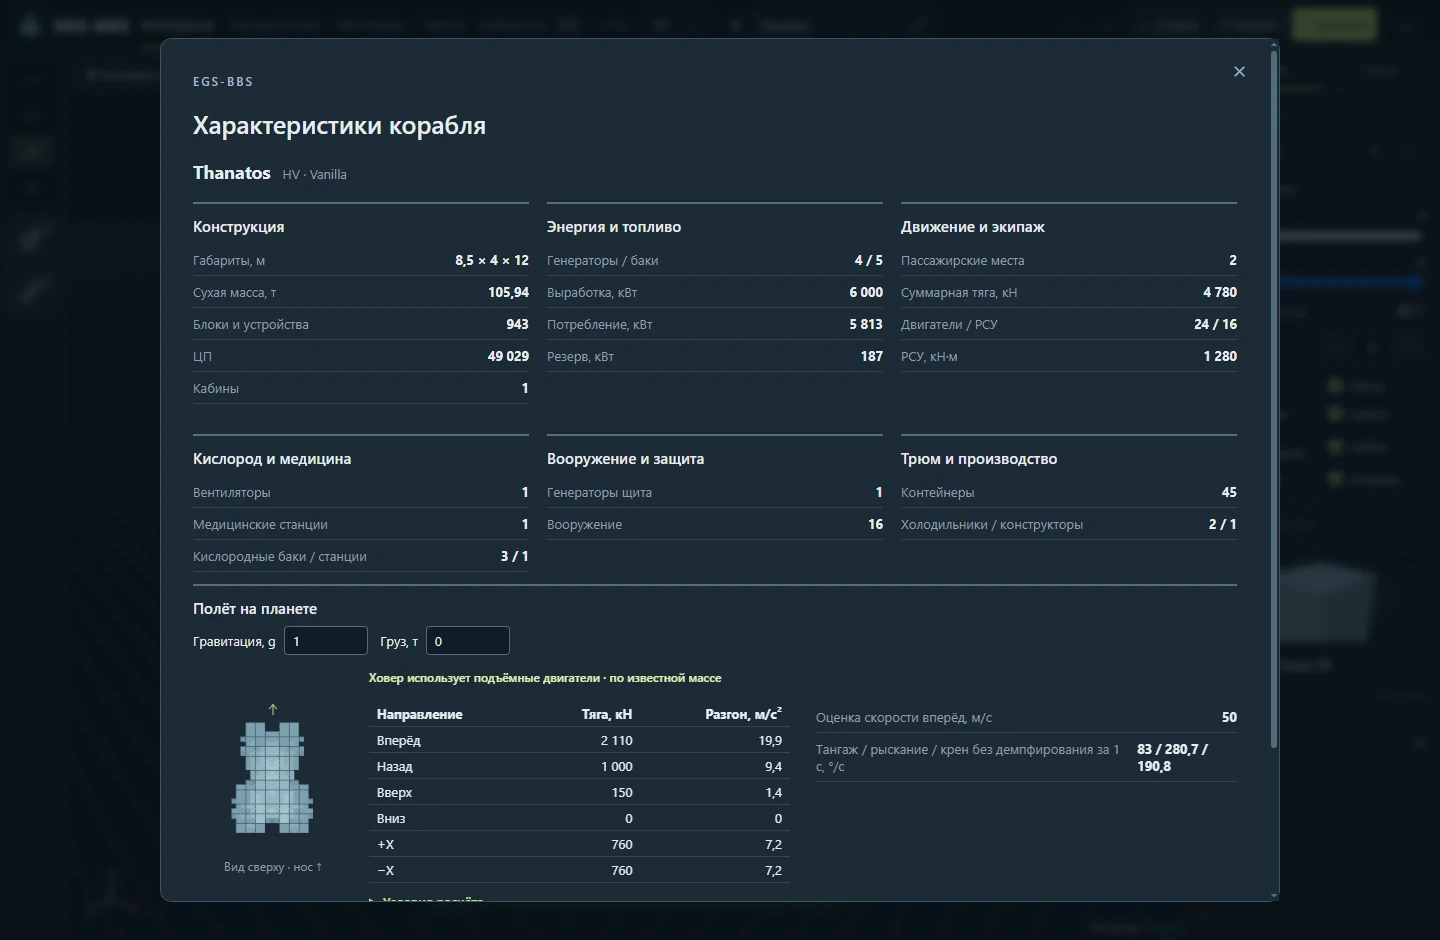 EGS-BBS
Характеристики корабля
Thanatos HV · Vanilla
Конструкция
Габариты, м 8,5 × 4 × 12
Сухая масса, т 105,94
Блоки и устройства 943
ЦП 49 029
Кабины 1
Энергия и топливо
Генераторы / баки 4 / 5
Выработка, кВт 6 000
Потребление, кВт 5 813
Резерв, кВт 187
Движение и экипаж
Пассажирские места 2
Суммарная тяга, кН 4 780
Двигатели / РСУ 24 / 16
РСУ, кН·м 1 280
Кислород и медицина
Вентиляторы 1
Медицинские станции 1
Кислородные баки / станции 3 / 1
Вооружение и защита
Генераторы щита 1
Вооружение 16
Трюм и производство
Контейнеры 45
Холодильники / конструкторы 2 / 1
Полёт на планете
Гравитация, g 1 Груз, т 0
Вид сверху · нос ↑
Ховер использует подъёмные двигатели · по известной массе
Направление Тяга, кН Разгон, м/с²
Вперёд 2 110 19,9
Назад 1 000 9,4
Вверх 150 1,4
Вниз 0 0
+X 760 7,2
−X 760 7,2
Оценка скорости вперёд, м/с 50
Тангаж / рыскание / крен без демпфирования за 1 83 / 280,7 /
с, °/с 190,8